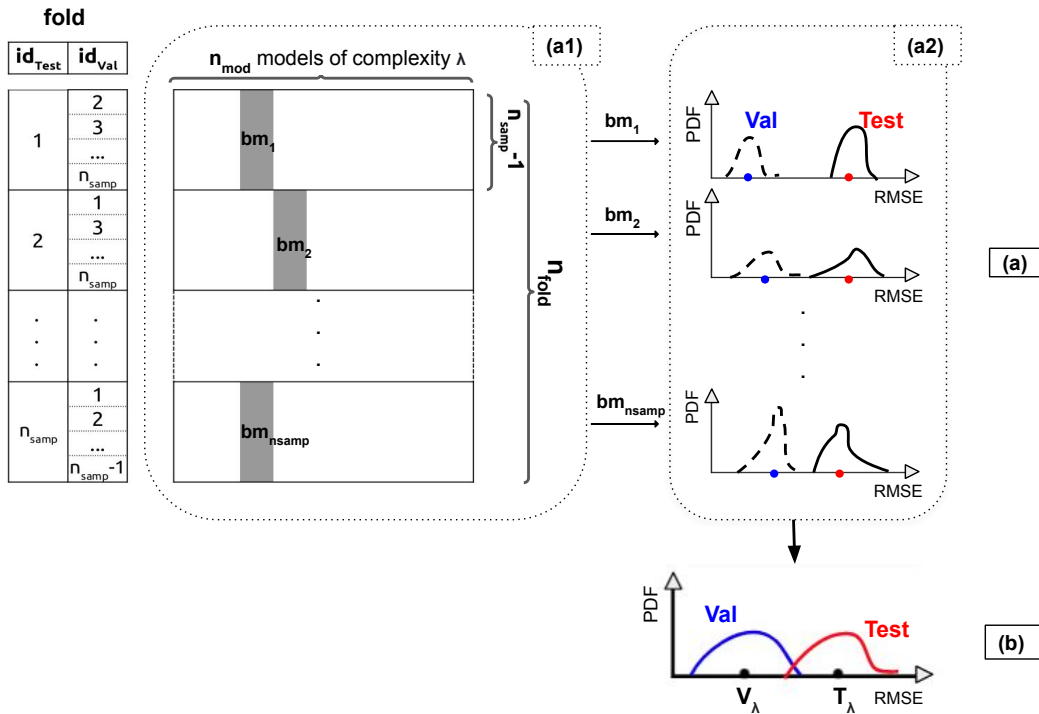 fold
id_Test id_Val
1
2
3
...
n_samp
2
1
3
...
n_samp
. .
. .
. .
n_samp
1
2
...
n_samp -1
(a1)
n_mod models of complexity λ
bm_1
bm_2
.
.
.
bm_nsamp
n_samp-1
n_fold
bm_1
bm_2
bm_nsamp
(a2)
PDF
Val
Test
RMSE
PDF
RMSE
.
.
.
PDF
RMSE
(a)
PDF
Val
Test
V_λ
T_λ
RMSE
(b)